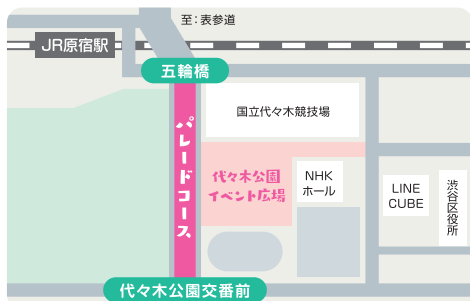 至：表参道
JR原宿駅
五輪橋
国立代々木競技場
パレードコース
代々木公園
イベント広場
NHK
ホール
LINE
CUBE
渋谷区役所
代々木公園交番前